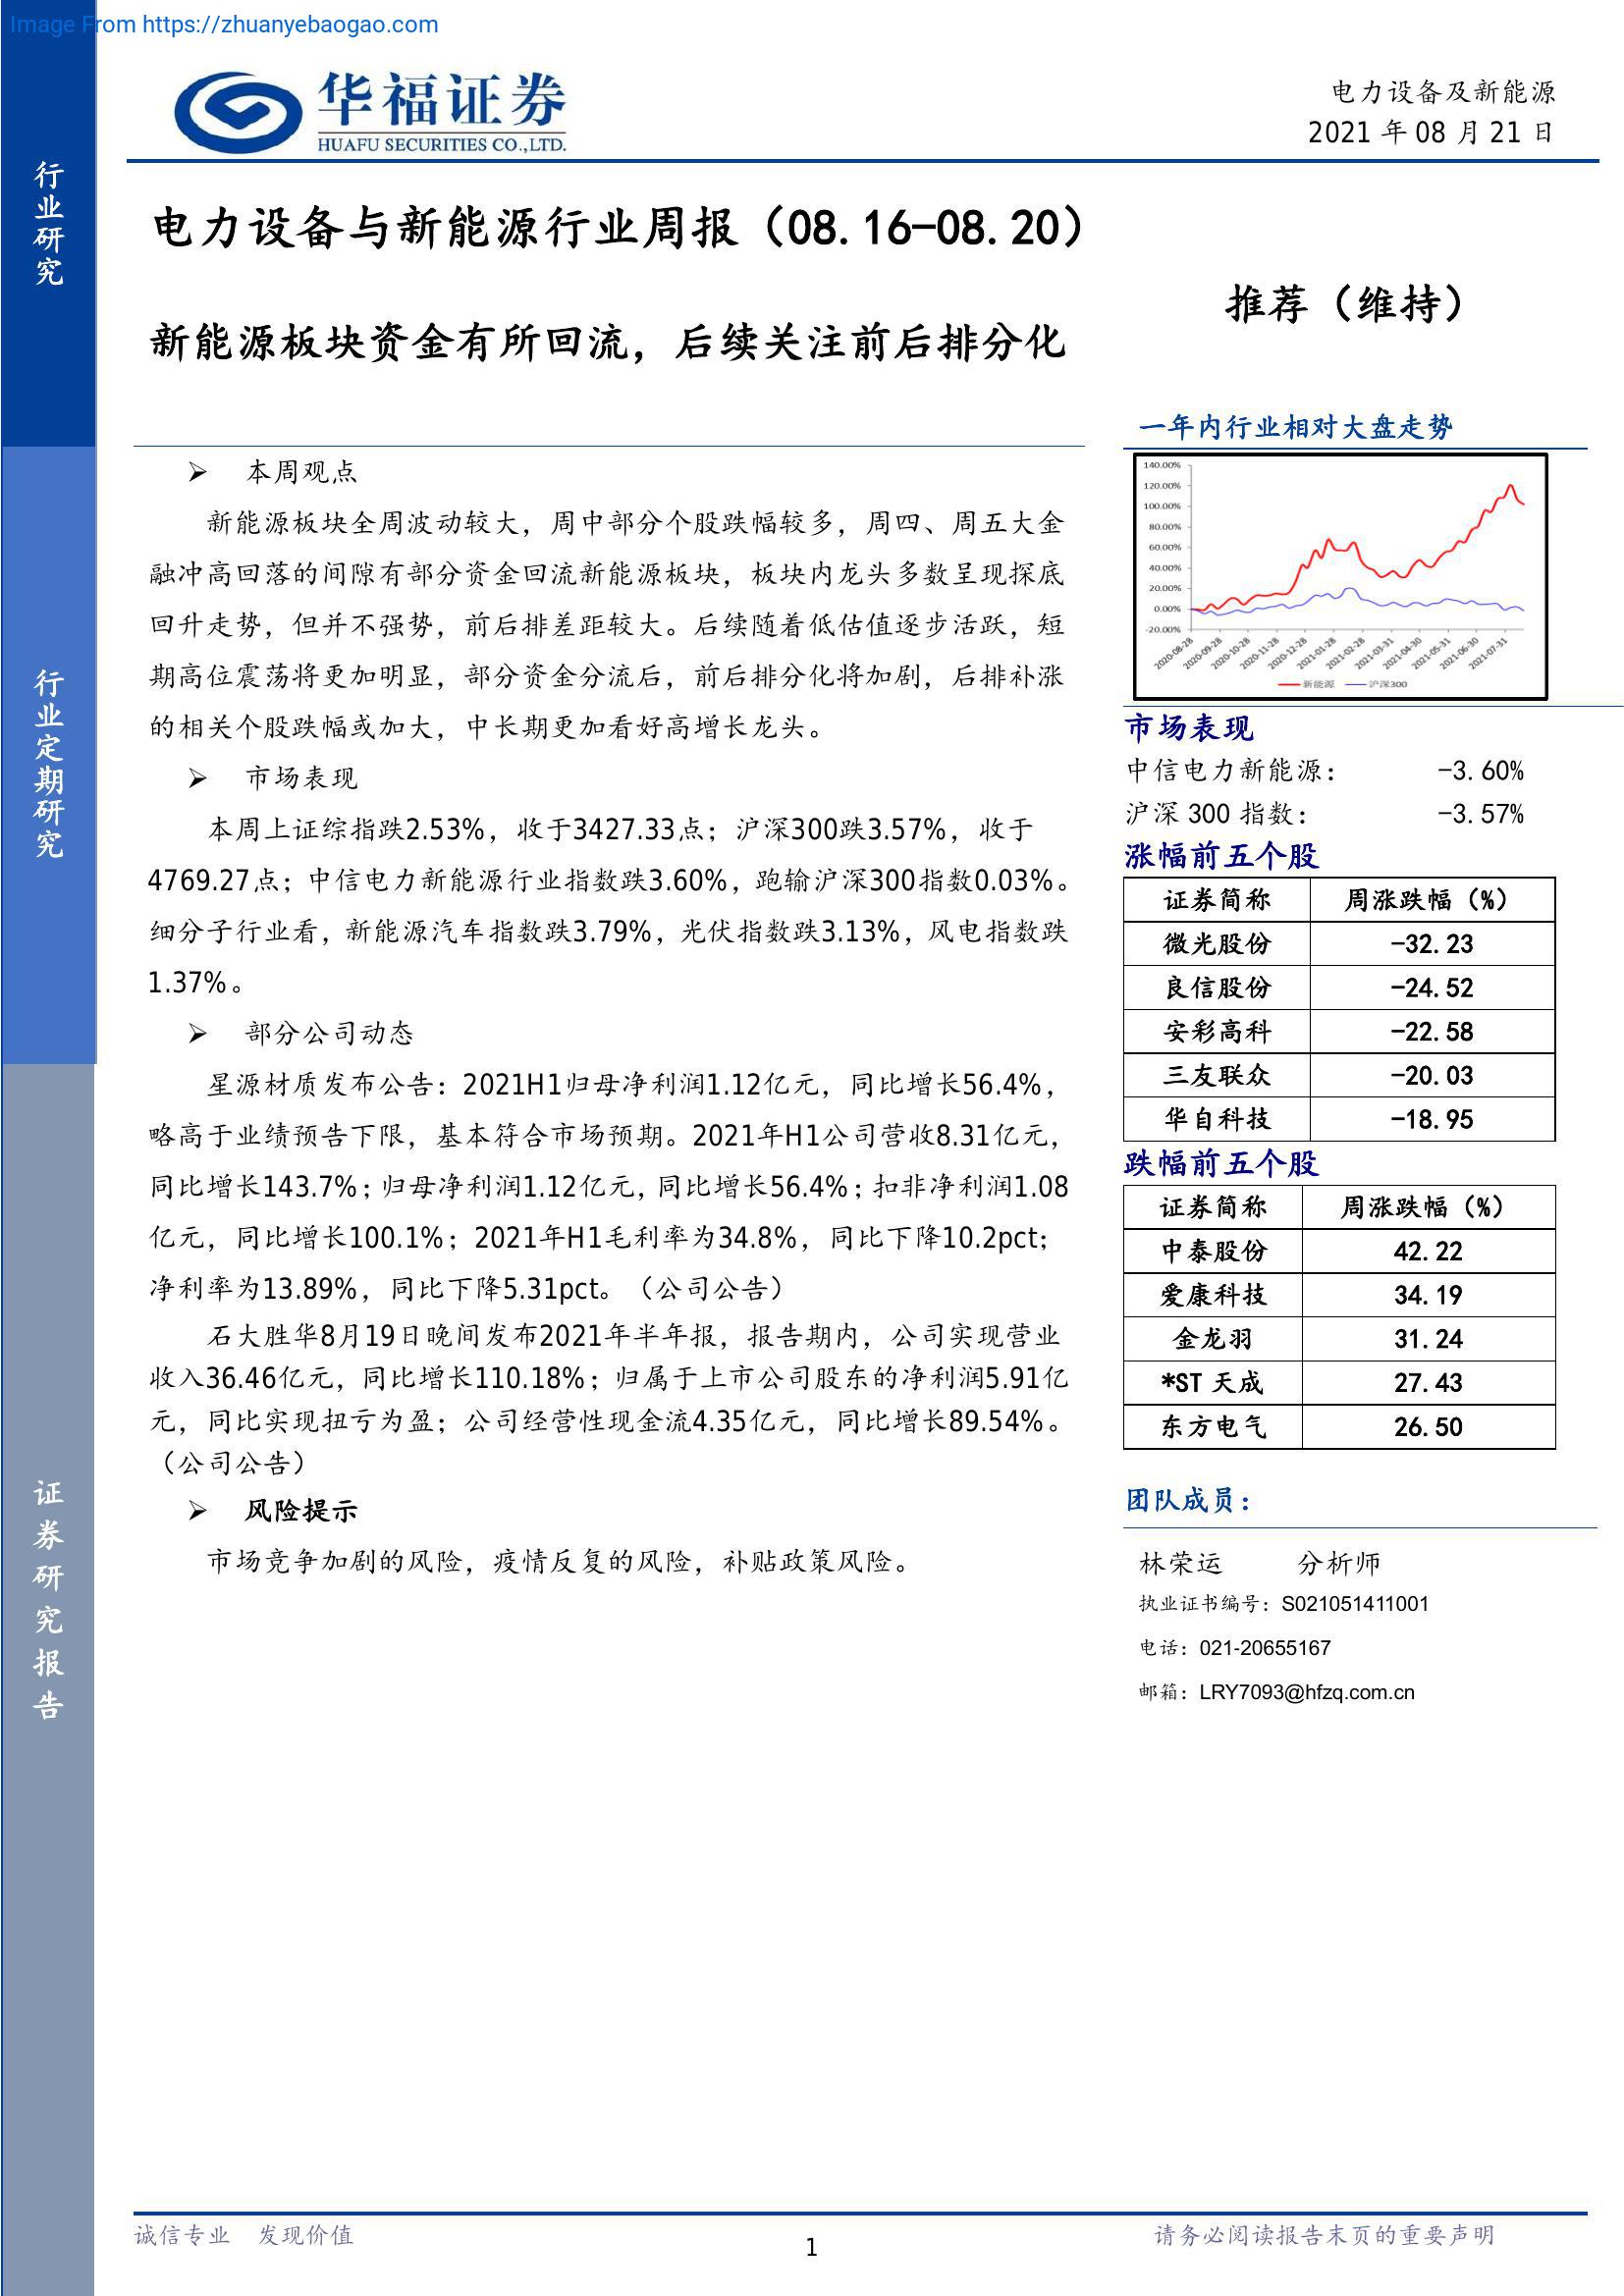 Image From https://zhuanyebaogao.com
华福证券
HUAFU SECURITIES CO.,LTD.
电力设备及新能源
2021 年 08 月 21 日
行业研究
行业定期研究
证券研究报告
电力设备与新能源行业周报（08.16-08.20）
新能源板块资金有所回流，后续关注前后排分化
推荐（维持）
➢ 本周观点
新能源板块全周波动较大，周中部分个股跌幅较多，周四、周五大金
融冲高回落的间隙有部分资金回流新能源板块，板块内龙头多数呈现探底
回升走势，但并不强势，前后排差距较大。后续随着低估值逐步活跃，短
期高位震荡将更加明显，部分资金分流后，前后排分化将加剧，后排补涨
的相关个股跌幅或加大，中长期更加看好高增长龙头。
➢ 市场表现
本周上证综指跌2.53%，收于3427.33点；沪深300跌3.57%，收于
4769.27点；中信电力新能源行业指数跌3.60%，跑输沪深300指数0.03%。
细分子行业看，新能源汽车指数跌3.79%，光伏指数跌3.13%，风电指数跌
1.37%。
➢ 部分公司动态
星源材质发布公告：2021H1归母净利润1.12亿元，同比增长56.4%，
略高于业绩预告下限，基本符合市场预期。2021年H1公司营收8.31亿元，
同比增长143.7%；归母净利润1.12亿元，同比增长56.4%；扣非净利润1.08
亿元，同比增长100.1%；2021年H1毛利率为34.8%，同比下降10.2pct；
净利率为13.89%，同比下降5.31pct。（公司公告）
石大胜华8月19日晚间发布2021年半年报，报告期内，公司实现营业
收入36.46亿元，同比增长110.18%；归属于上市公司股东的净利润5.91亿
元，同比实现扭亏为盈；公司经营性现金流4.35亿元，同比增长89.54%。
（公司公告）
➢ 风险提示
市场竞争加剧的风险，疫情反复的风险，补贴政策风险。
一年内行业相对大盘走势
140.00%
120.00%
100.00%
80.00%
60.00%
40.00%
20.00%
0.00%
-20.00%
2020-08-28
2020-09-28
2020-10-28
2020-11-28
2020-12-28
2021-01-28
2021-02-28
2021-03-31
2021-04-30
2021-05-31
2021-06-30
2021-07-31
新能源 沪深300
市场表现
中信电力新能源： -3.60%
沪深 300 指数： -3.57%
涨幅前五个股
证券简称 周涨跌幅（%）
微光股份 -32.23
良信股份 -24.52
安彩高科 -22.58
三友联众 -20.03
华自科技 -18.95
跌幅前五个股
证券简称 周涨跌幅（%）
中泰股份 42.22
爱康科技 34.19
金龙羽 31.24
*ST 天成 27.43
东方电气 26.50
团队成员：
林荣运 分析师
执业证书编号：S021051411001
电话：021-20655167
邮箱：LRY7093@hfzq.com.cn
诚信专业 发现价值
1
请务必阅读报告末页的重要声明